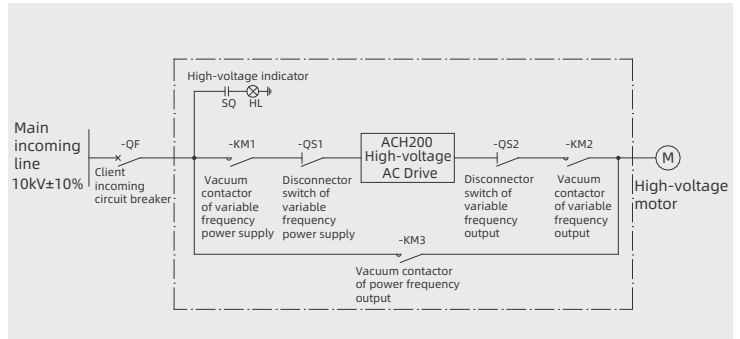 High-voltage indicator
SQ HL
Main
incoming
line
10kV±10%
-QF
Client
incoming
circuit breaker
-KM1
Vacuum
contactor
of variable
frequency
power supply
-QS1
Disconnector
switch of
variable
frequency
power supply
ACH200
High-voltage
AC Drive
-QS2
Disconnector
switch of
variable
frequency
output
-KM2
Vacuum
contactor
of variable
frequency
output
M
High-voltage
motor
-KM3
Vacuum contactor
of power frequency
output